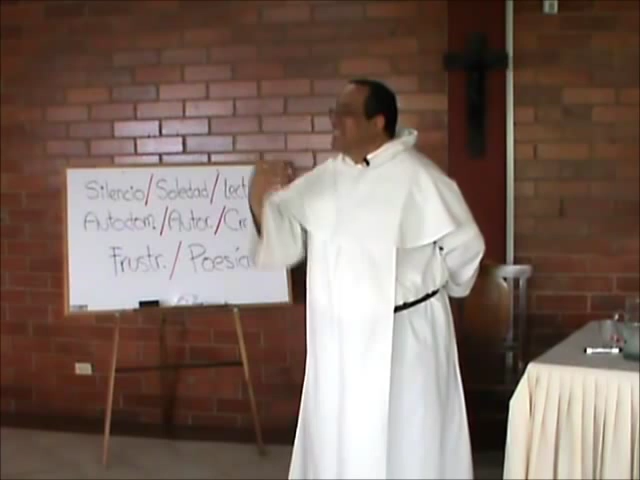 Silencio / Soledad / Lect
Autodom. / Autor. / Cr
Frustr. / Poesía